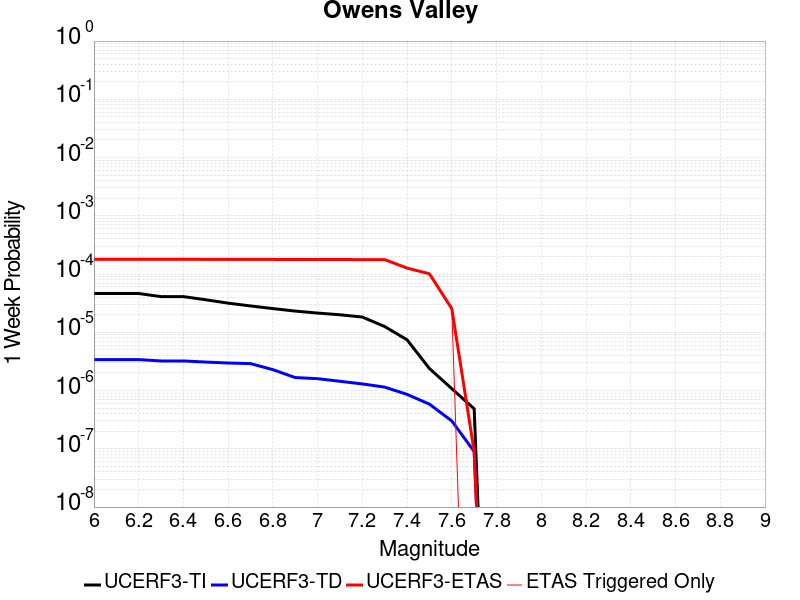 Owens Valley
1 Week Probability
10^0
10^-1
10^-2
10^-3
10^-4
10^-5
10^-6
10^-7
10^-8
6 6.2 6.4 6.6 6.8 7 7.2 7.4 7.6 7.8 8 8.2 8.4 8.6 8.8 9
Magnitude
UCERF3-TI UCERF3-TD UCERF3-ETAS ETAS Triggered Only